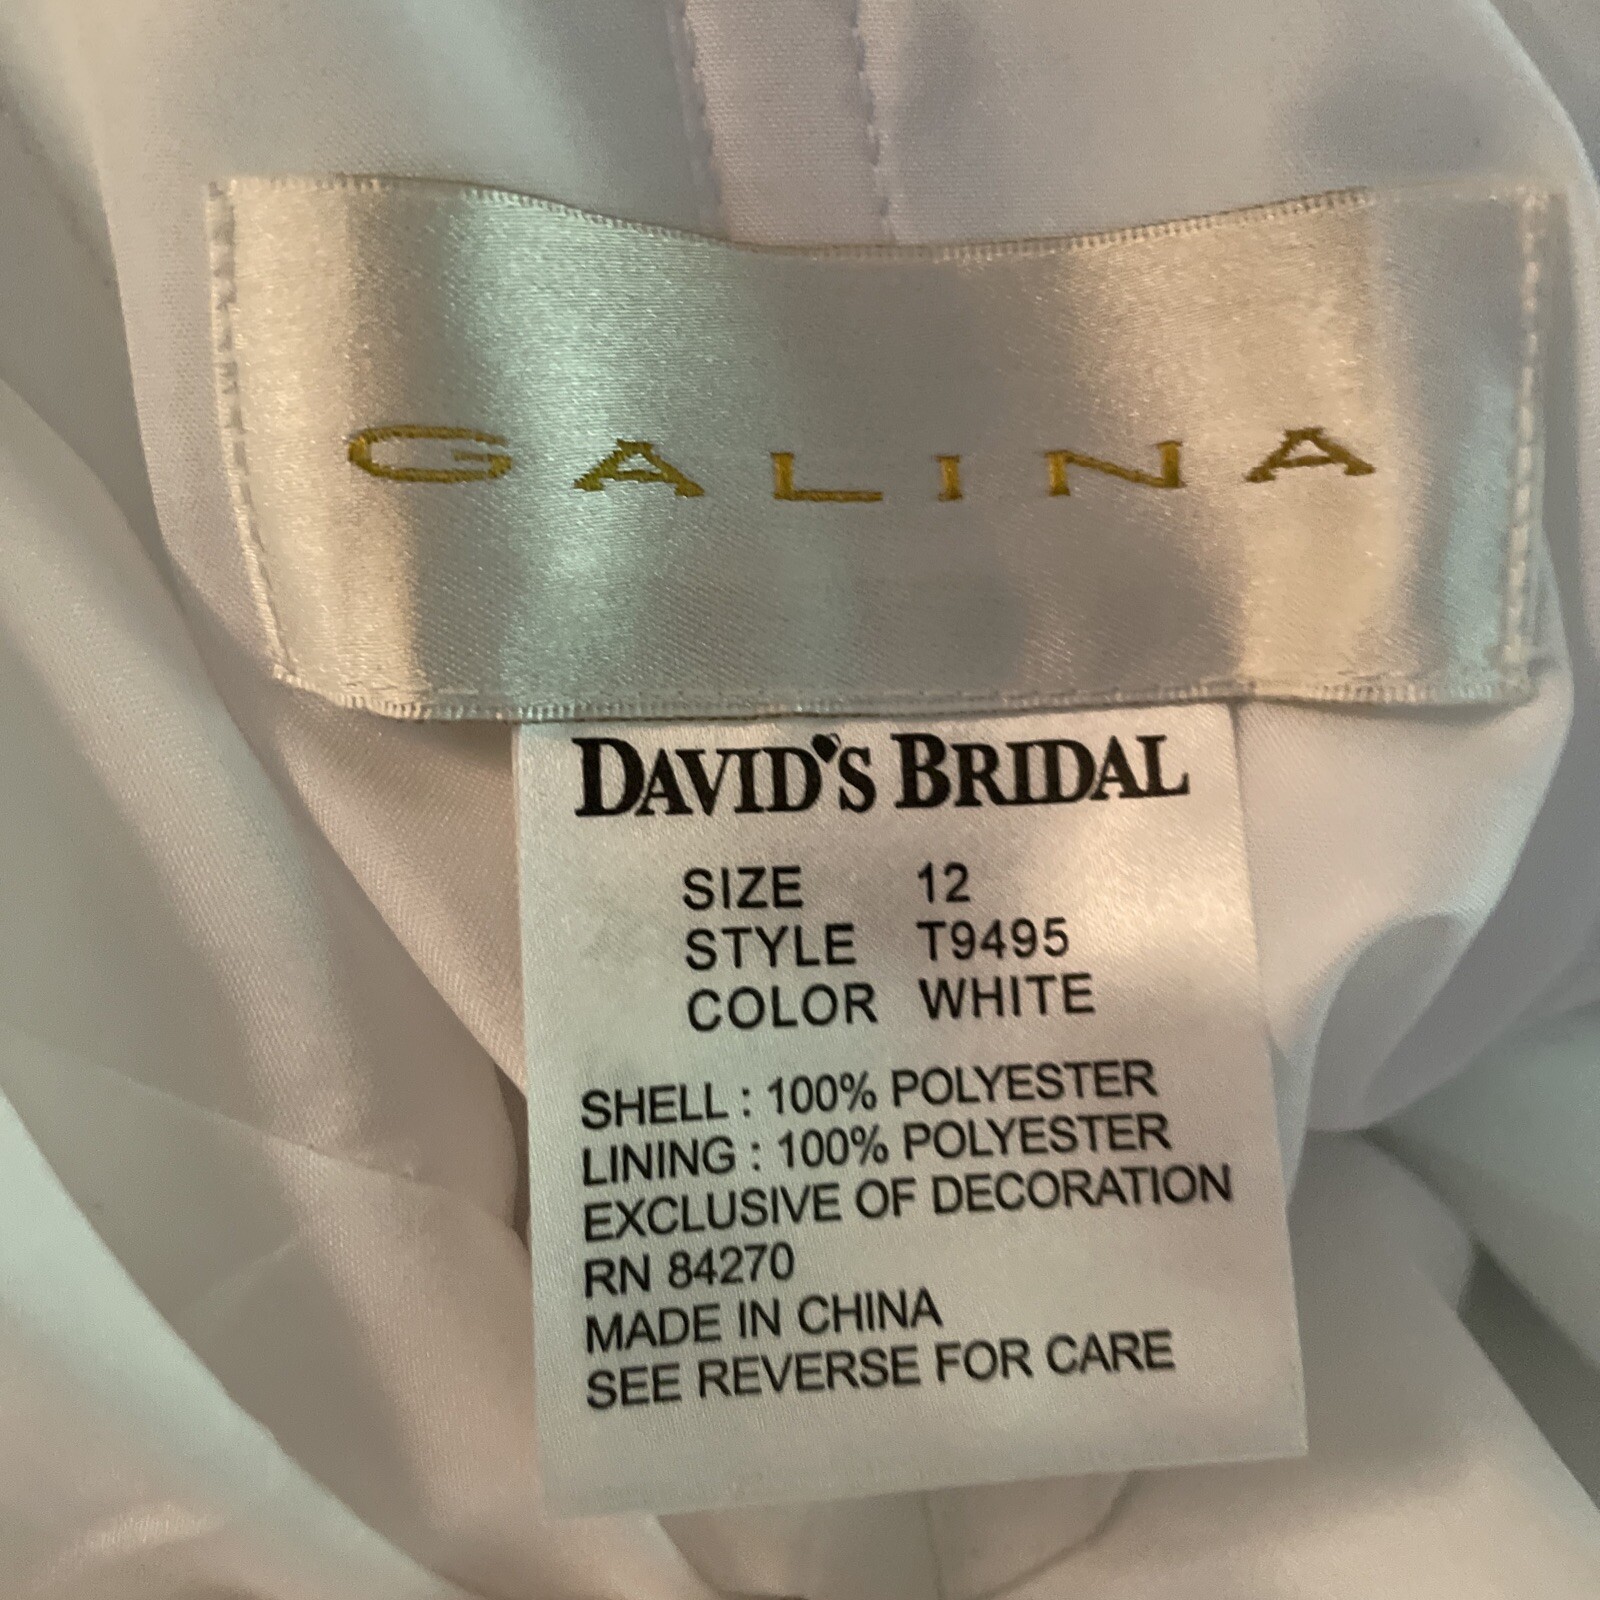 GALINA
DAVID'S BRIDAL
SIZE 12
STYLE T9495
COLOR WHITE
SHELL : 100% POLYESTER
LINING : 100% POLYESTER
EXCLUSIVE OF DECORATION
RN 84270
MADE IN CHINA
SEE REVERSE FOR CARE